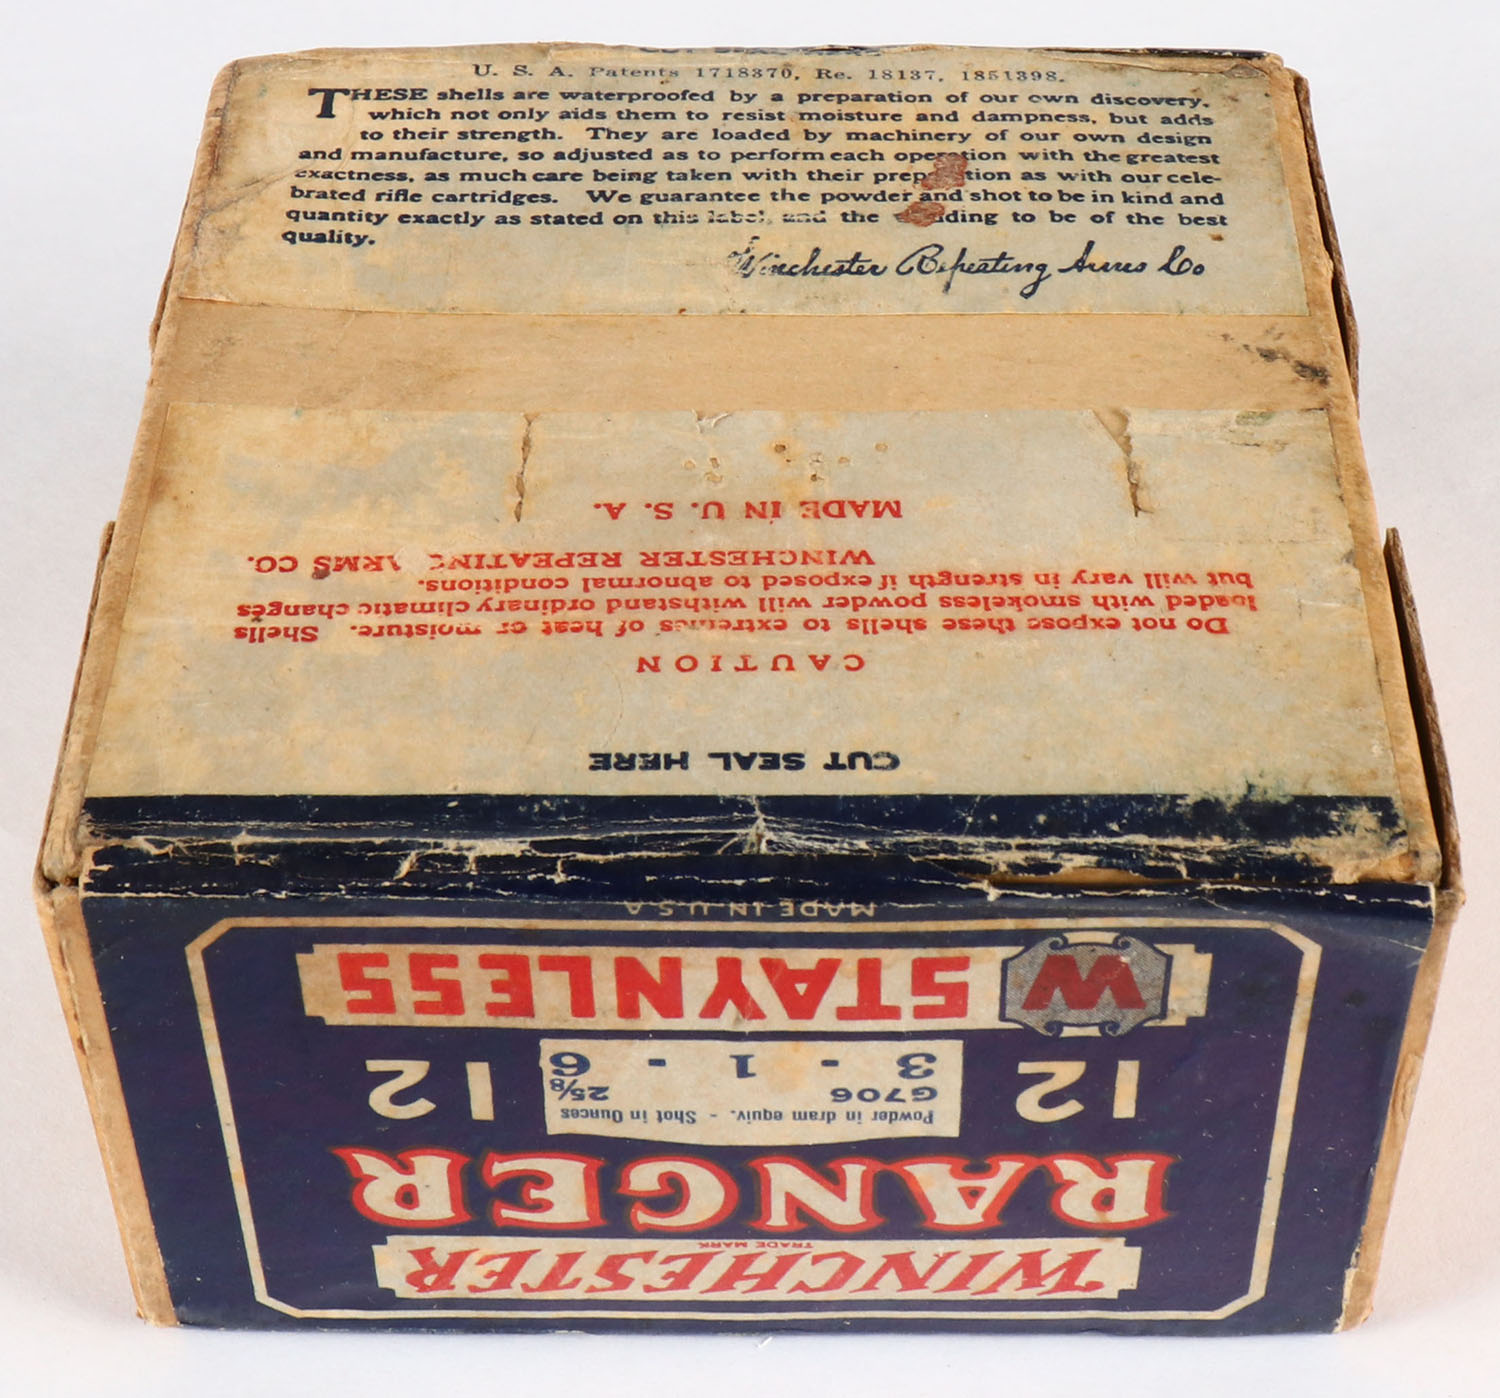 U. S. A. Patents 1718370, Re. 18137, 1851398.
THESE shells are waterproofed by a preparation of our own discovery,
which not only aids them to resist moisture and dampness, but adds
to their strength. They are loaded by machinery of our own design
and manufacture, so adjusted as to perform each operation with the greatest
exactness, as much care being taken with their preparation as with our cele-
brated rifle cartridges. We guarantee the powder and shot to be in kind and
quantity exactly as stated on this label, and the to be of the best
quality.
Winchester Repeating Arms Co
CUT SEAL HERE
CAUTION
Do not expose these shells to extremes of heat or moisture. Shells
loaded with smokeless powder will withstand ordinary climatic changes
but will vary in strength if exposed to abnormal conditions.
WINCHESTER REPEATING ARMS CO.
MADE IN U. S. A.
WINCHESTER
TRADE MARK
RANGER
Powder in dram equiv. - Shot in Ounces
G706 25/8
12 3 - 1 - 6 12
W STAYNLESS
MADE IN U.S.A